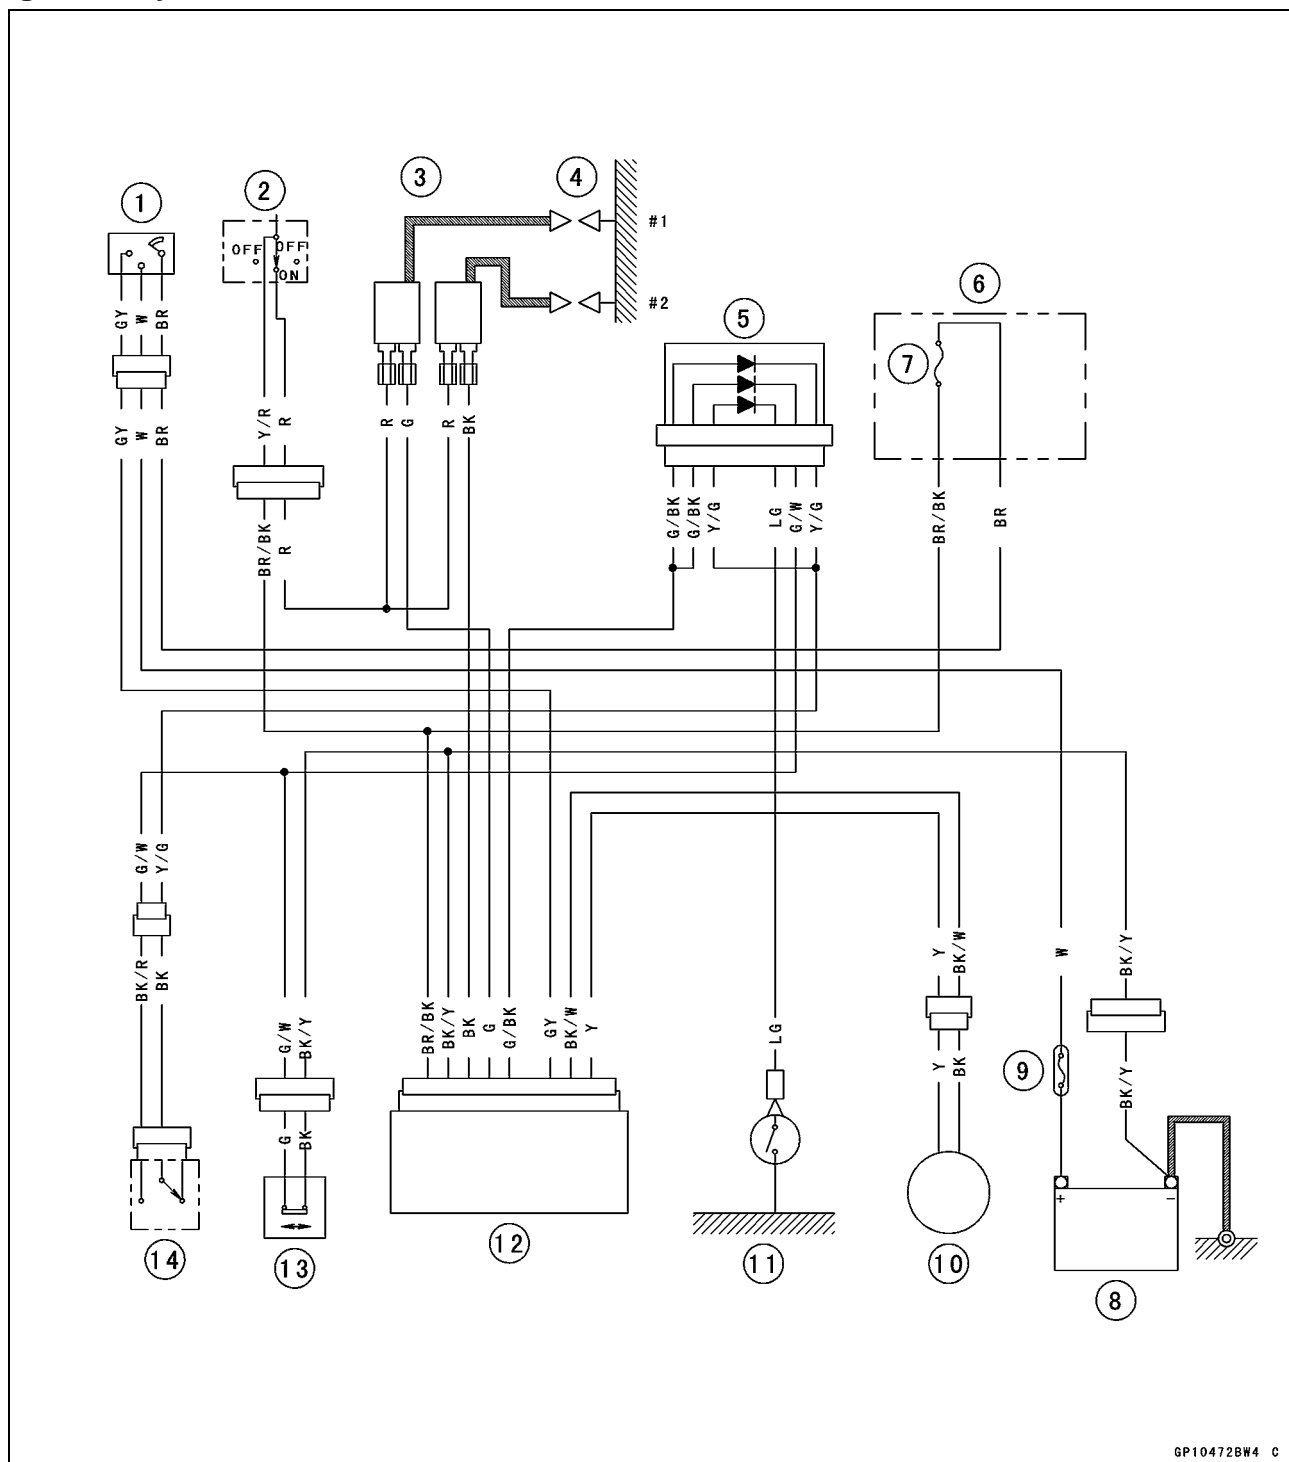 1
2
3
4
#1
OFF
OFF
ON
#2
6
5
7
GY
W
BR
GY
W
BR
Y/R
R
R
G
R
BK
BR/BK
R
G/BK
G/BK
Y/G
LG
G/W
Y/G
BR/BK
BR
G/W
Y/G
BK/R
BK
G/W
BK/Y
BR/BK
BK/Y
BK
G
G/BK
GY
BK/W
Y
LG
Y
BK/W
W
BK/Y
Y
BK
9
BK/Y
G
BK
+
−
14
13
12
11
10
8
GP10472BW4 C